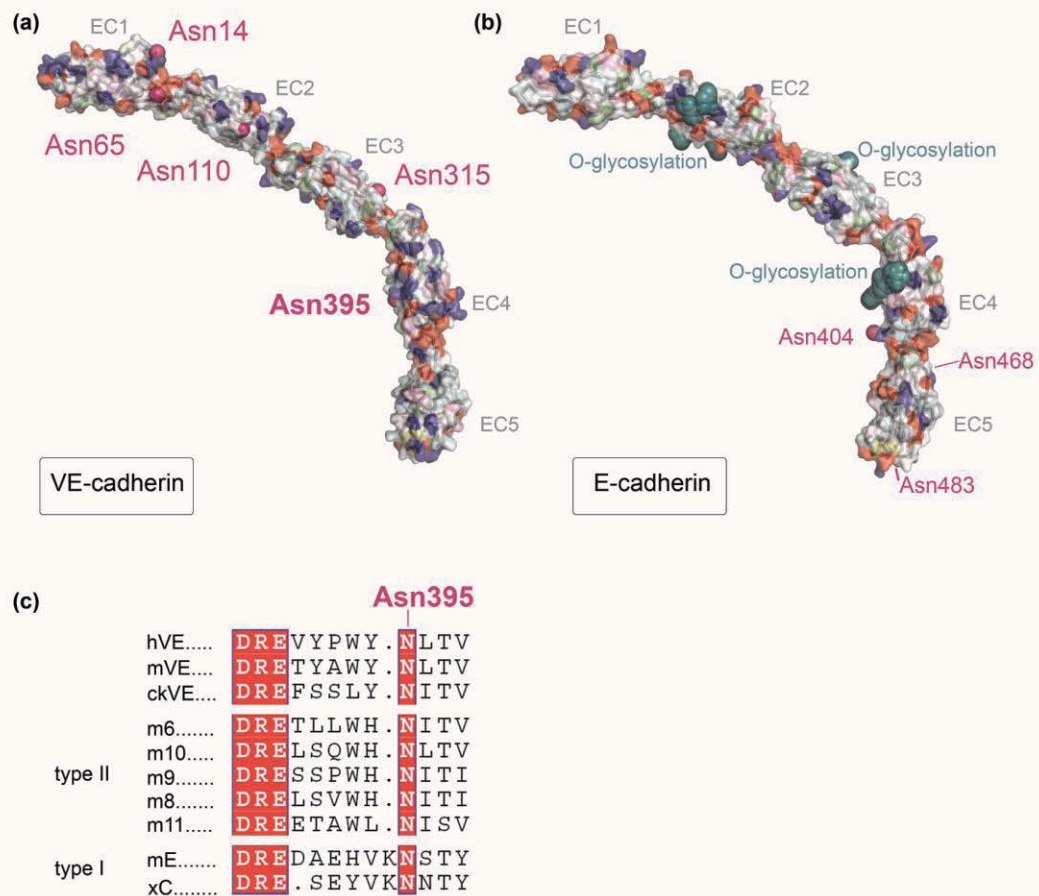 (a)
EC1
Asn14
EC2
Asn65
Asn110
EC3
Asn315
Asn395
EC4
EC5
VE-cadherin
(b)
EC1
EC2
O-glycosylation
O-glycosylation
EC3
O-glycosylation
EC4
Asn404
Asn468
EC5
Asn483
E-cadherin
(c)
Asn395
hVE..... DREVYPWY.NLTV
mVE..... DRETYAWY.NLTV
ckVE.... DREFSSLY.NITV
m6....... DRETLLWH.NITV
m10..... DRELSQWH.NLTV
type II m9....... DRESSPWH.NITI
m8....... DRELSVWH.NITI
m11..... DREETAWL.NISV
type I mE....... DREDAEHVKNSTY
xC........ DRE.SEYVKNNTY